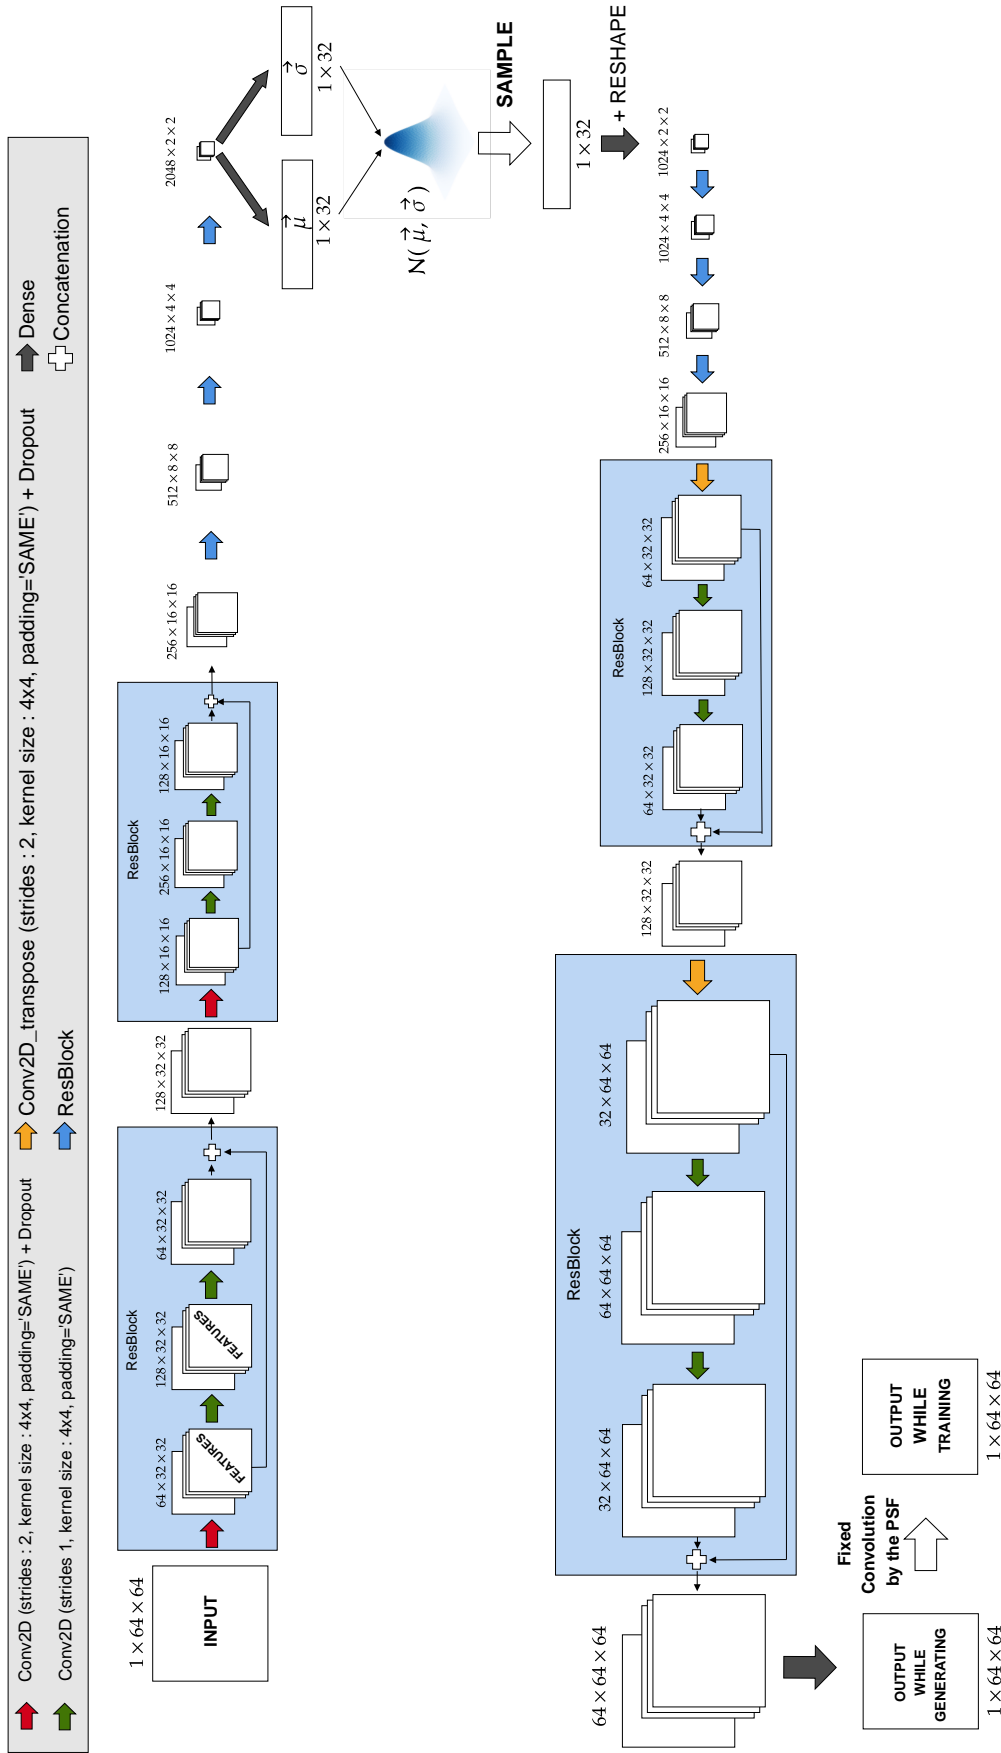 Conv2D (strides : 2, kernel size : 4x4, padding='SAME') + Dropout
Conv2D_transpose (strides : 2, kernel size : 4x4, padding='SAME') + Dropout
Dense
Conv2D (strides 1, kernel size : 4x4, padding='SAME')
ResBlock
Concatenation
1 × 64 × 64
INPUT
ResBlock
64 × 32 × 32
FEATURES
128 × 32 × 32
FEATURES
64 × 32 × 32
128 × 32 × 32
ResBlock
128 × 16 × 16
256 × 16 × 16
128 × 16 × 16
256 × 16 × 16
512 × 8 × 8
1024 × 4 × 4
2048 × 2 × 2
μ⃗
1 × 32
σ⃗
1 × 32
N( μ⃗, σ⃗ )
SAMPLE
1 × 32
+ RESHAPE
1024 × 2 × 2
1024 × 4 × 4
512 × 8 × 8
256 × 16 × 16
ResBlock
64 × 32 × 32
128 × 32 × 32
64 × 32 × 32
128 × 32 × 32
ResBlock
32 × 64 × 64
64 × 64 × 64
32 × 64 × 64
64 × 64 × 64
OUTPUT
WHILE
GENERATING
1 × 64 × 64
Fixed
Convolution
by the PSF
OUTPUT
WHILE
TRAINING
1 × 64 × 64